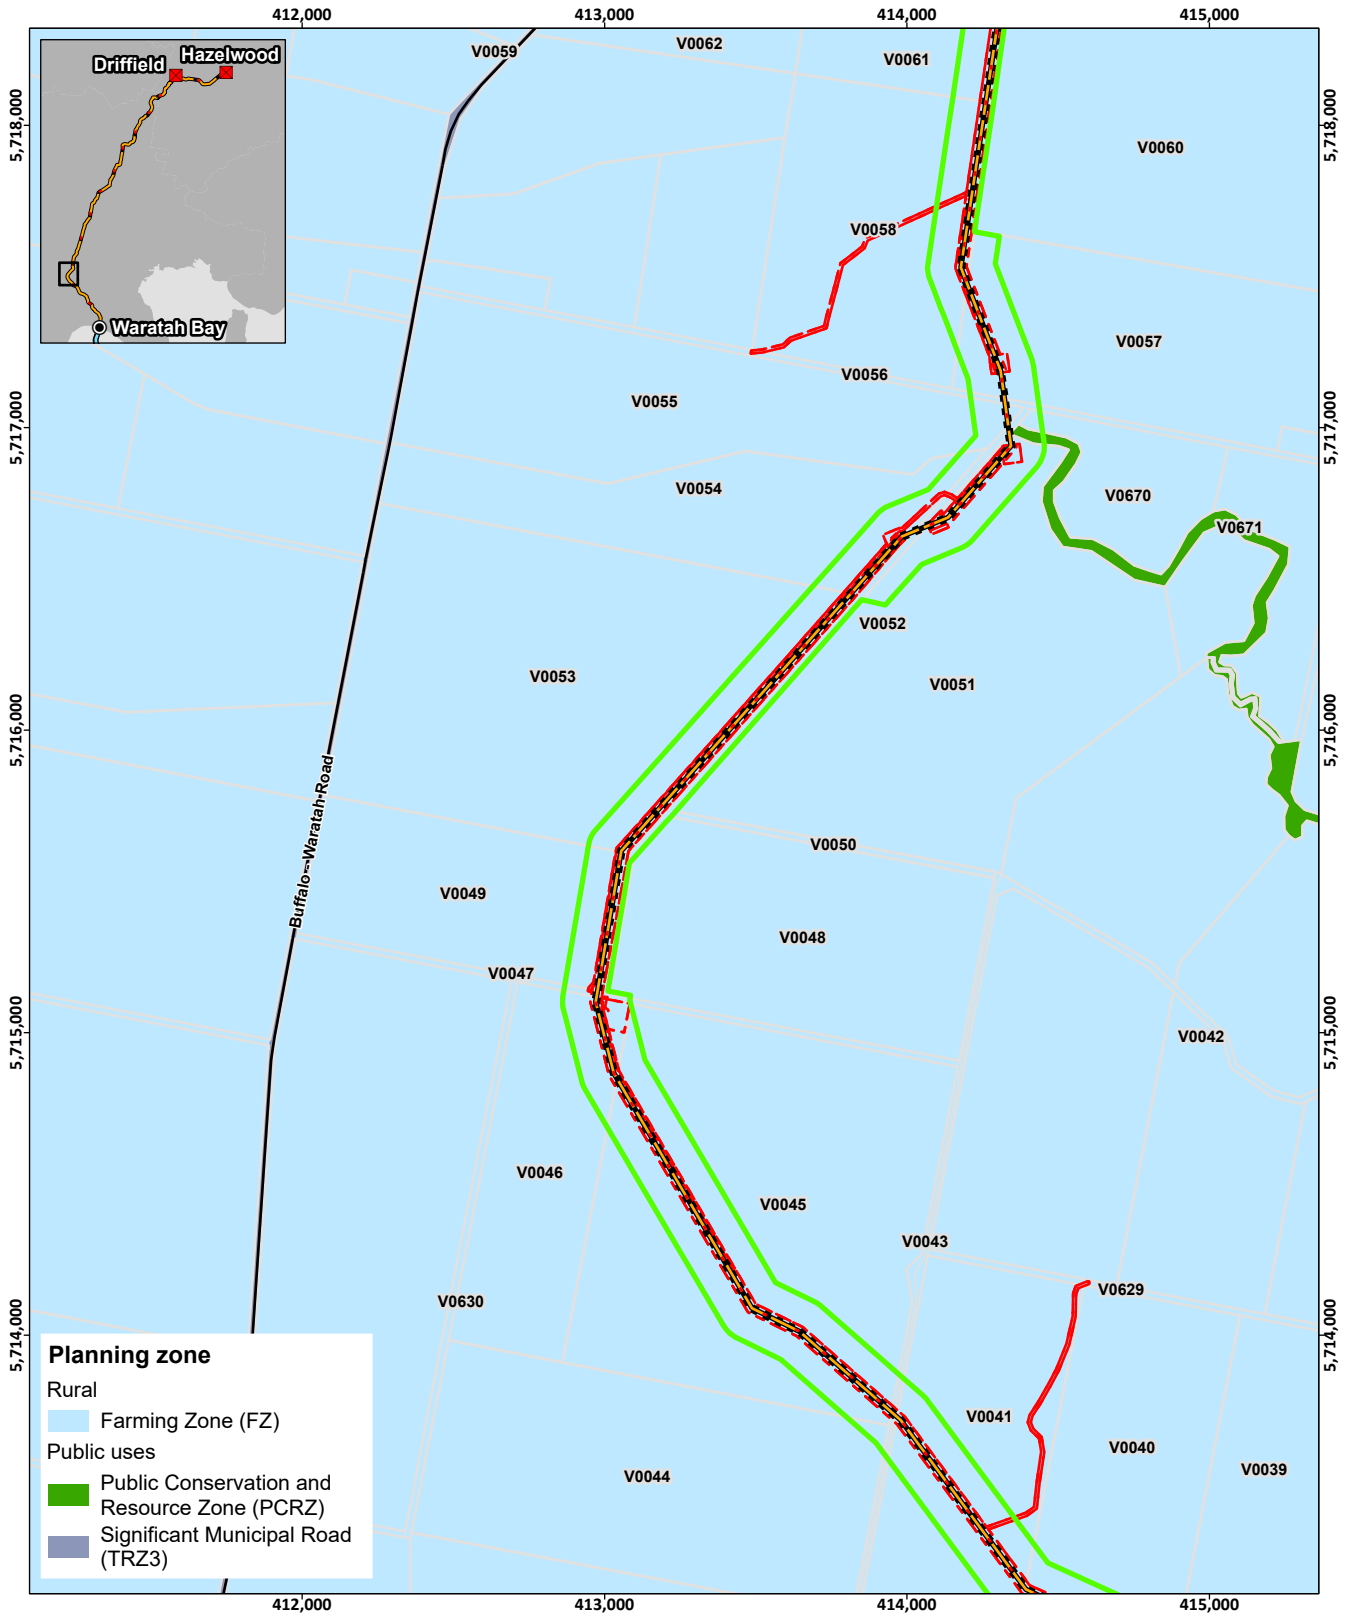 412,000
413,000
414,000
415,000
Driffield
Hazelwood
Waratah Bay
V0059
V0062
V0061
V0060
5,718,000
5,718,000
V0058
V0057
V0056
V0055
5,717,000
5,717,000
V0054
V0670
V0671
V0052
V0053
V0051
5,716,000
5,716,000
Buffalo-Waratah-Road
V0050
V0049
V0048
V0047
5,715,000
5,715,000
V0042
V0046
V0045
V0043
V0629
V0630
5,714,000
5,714,000
V0041
V0040
V0039
V0044
Planning zone
Rural
Farming Zone (FZ)
Public uses
Public Conservation and
Resource Zone (PCRZ)
Significant Municipal Road
(TRZ3)
412,000
413,000
414,000
415,000